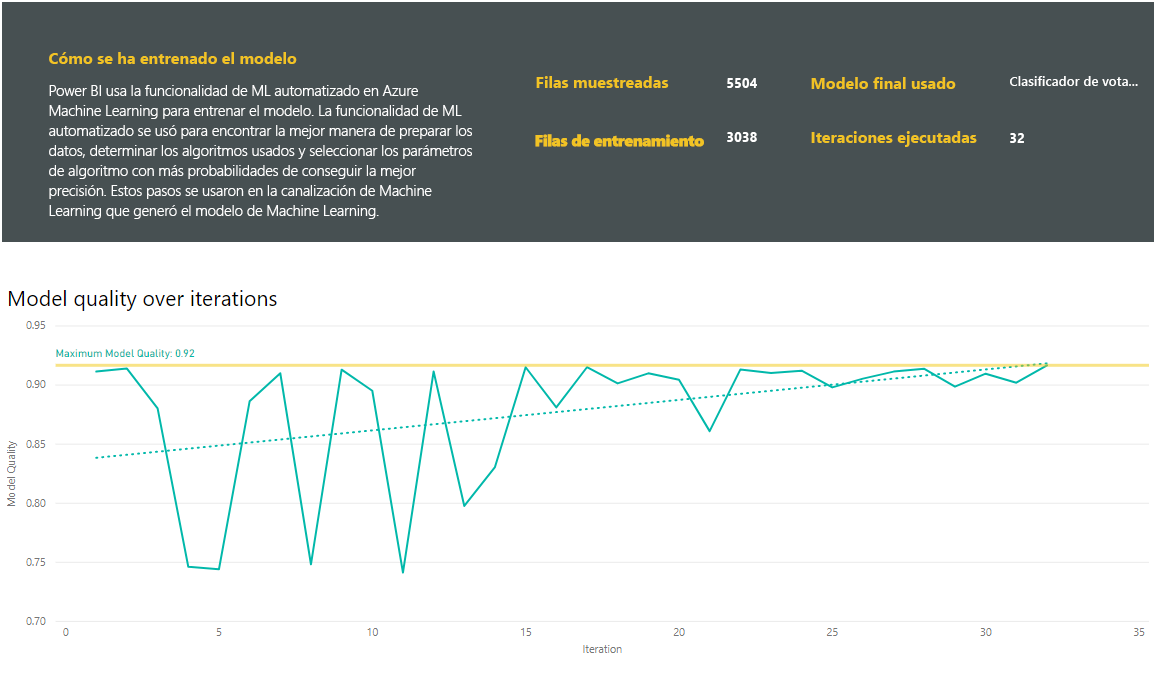 Cómo se ha entrenado el modelo
Power BI usa la funcionalidad de ML automatizado en Azure
Machine Learning para entrenar el modelo. La funcionalidad de ML
automatizado se usó para encontrar la mejor manera de preparar los
datos, determinar los algoritmos usados y seleccionar los parámetros
de algoritmo con más probabilidades de conseguir la mejor
precisión. Estos pasos se usaron en la canalización de Machine
Learning que generó el modelo de Machine Learning.
Filas muestreadas 5504
Modelo final usado Clasificador de vota...
Filas de entrenamiento 3038
Iteraciones ejecutadas 32
Model quality over iterations
0.95
Maximum Model Quality: 0.92
0.90
0.85
0.80
0.75
0.70
Model Quality
0 5 10 15 20 25 30 35
Iteration